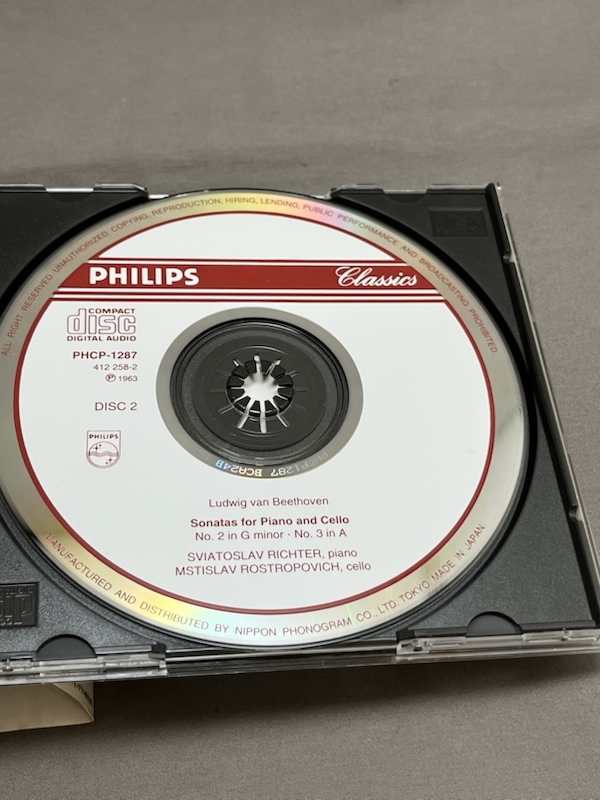 ALL RIGHT RESERVED UNAUTHORIZED COPYING, REPRODUCTION, HIRING, LENDING, PUBLIC PERFORMANCE AND BROADCASTING PROHIBITED.
PHILIPS
Classics
COMPACT
disc
DIGITAL AUDIO
PHCP-1287
412 258-2
℗ 1963
DISC 2
PHILIPS
BCA24B
Ludwig van Beethoven
Sonatas for Piano and Cello
No. 2 in G minor · No. 3 in A
SVIATOSLAV RICHTER, piano
MSTISLAV ROSTROPOVICH, cello
MANUFACTURED AND DISTRIBUTED BY NIPPON PHONOGRAM CO., LTD. TOKYO MADE IN JAPAN.